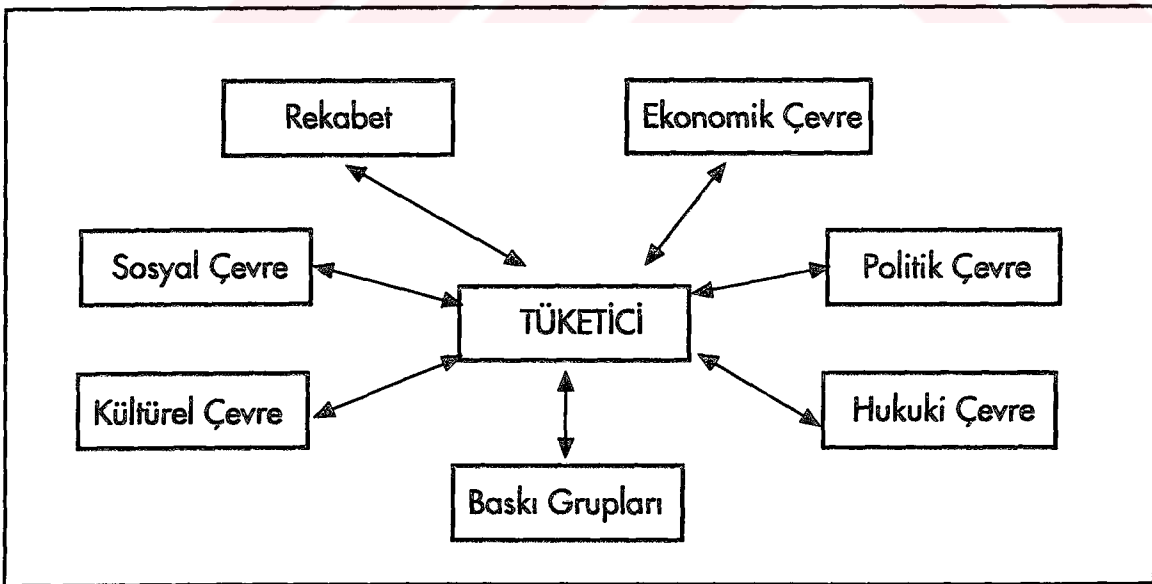 Rekabet
Ekonomik Çevre
Sosyal Çevre
Politik Çevre
TÜKETİCİ
Kültürel Çevre
Hukuki Çevre
Baskı Grupları